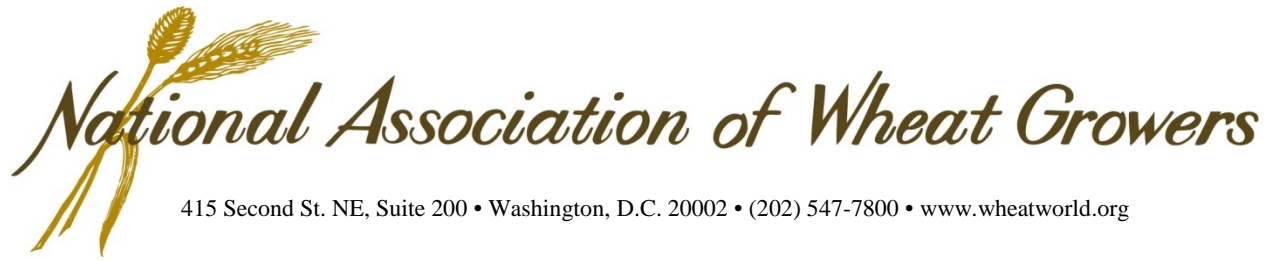 National Association of Wheat Growers
415 Second St. NE, Suite 200 • Washington, D.C. 20002 • (202) 547-7800 • www.wheatworld.org